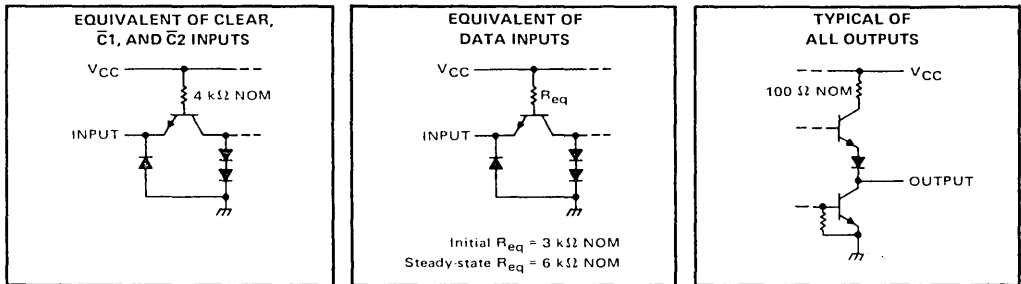 EQUIVALENT OF CLEAR,
C̅1, AND C̅2 INPUTS
VCC
4 kΩ NOM
INPUT
EQUIVALENT OF
DATA INPUTS
VCC
Req
INPUT
Initial Req = 3 kΩ NOM
Steady-state Req = 6 kΩ NOM
TYPICAL OF
ALL OUTPUTS
VCC
100 Ω NOM
OUTPUT